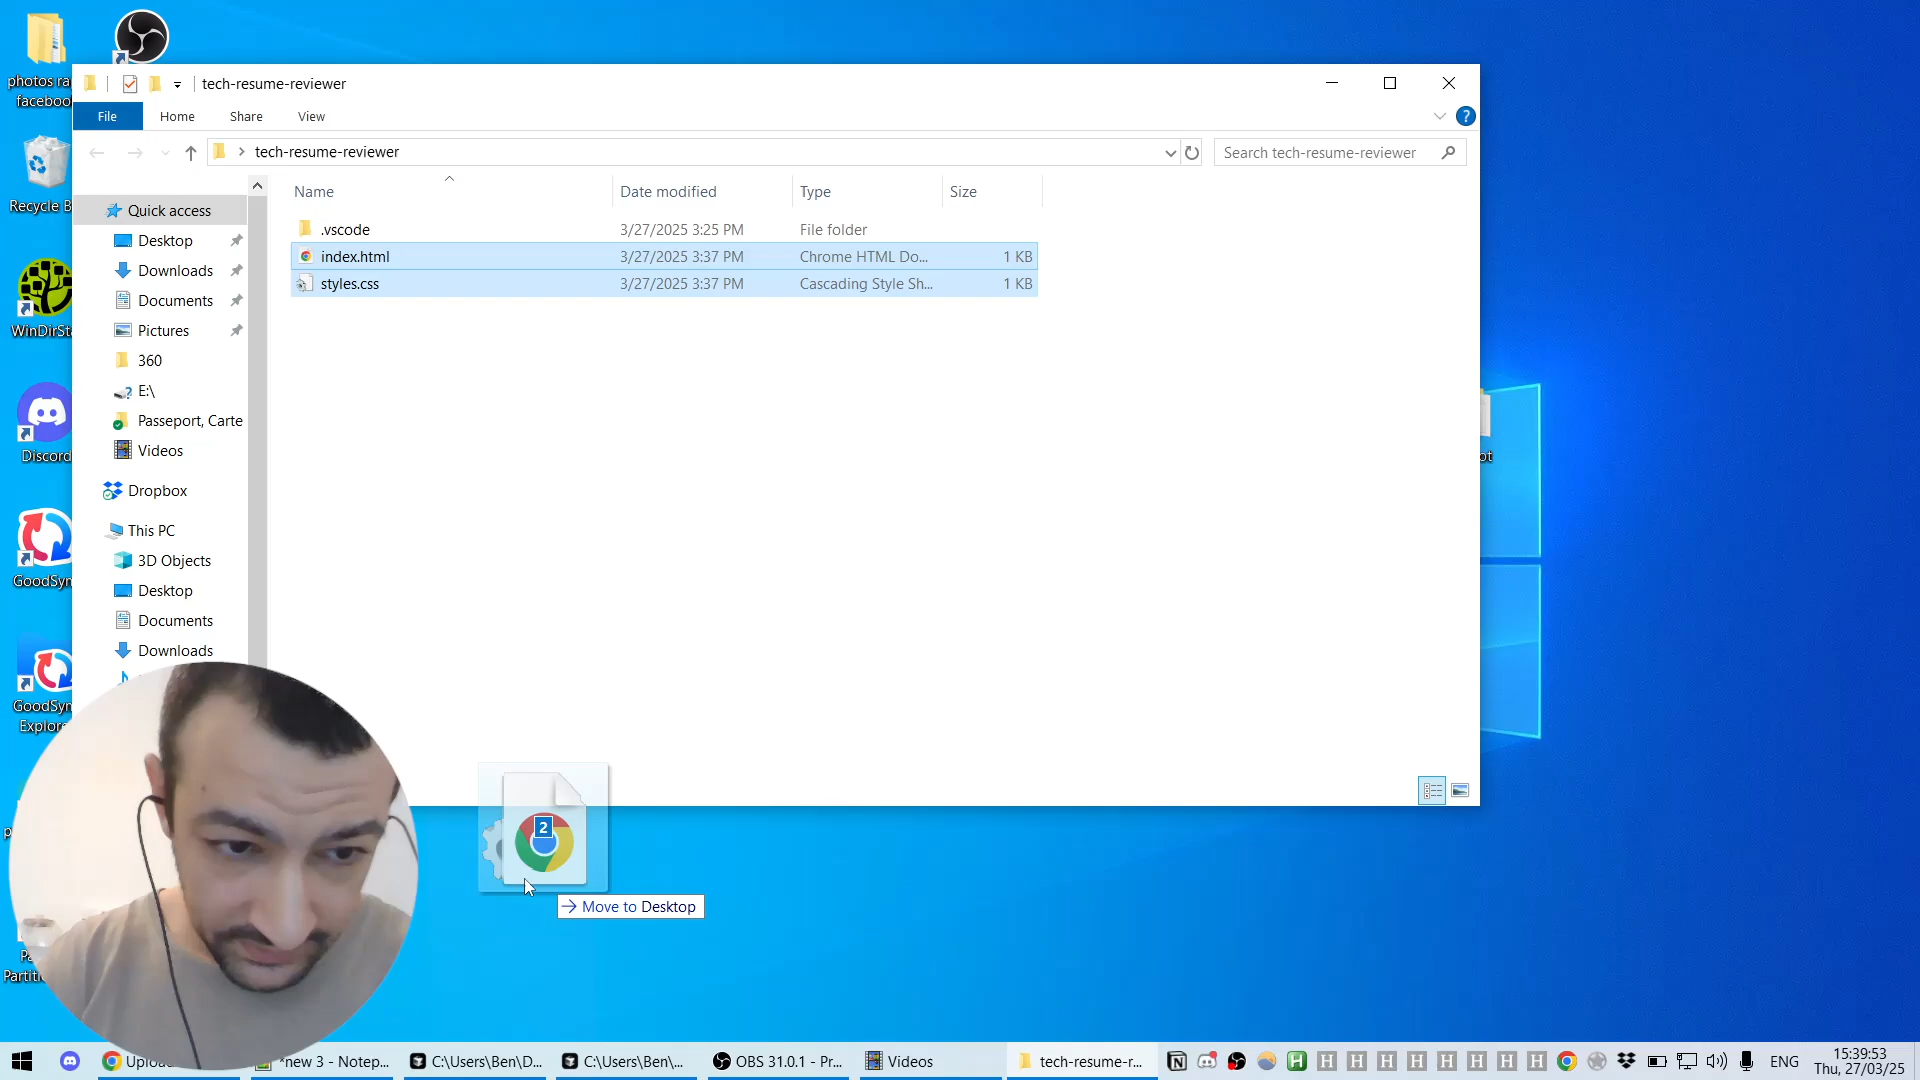 photos ra
faceboo
tech-resume-reviewer
File
Home
Share
View
?
tech-resume-reviewer
Search tech-resume-reviewer
Recycle B
Quick access
Desktop
Downloads
Documents
Pictures
360
E:\
Passeport, Carte
Videos
Dropbox
This PC
3D Objects
Desktop
Documents
Downloads
Name
Date modified
Type
Size
.vscode
3/27/2025 3:25 PM
File folder
index.html
3/27/2025 3:37 PM
Chrome HTML Do...
1 KB
styles.css
3/27/2025 3:37 PM
Cascading Style Sh...
1 KB
WinDirSta
Discord
GoodSyn
GoodSyn
Explore
Pa
Partiti
ot
2
Move to Desktop
Uploa
*new 3 - Notep...
C:\Users\Ben\D...
C:\Users\Ben\...
OBS 31.0.1 - Pr...
Videos
tech-resume-r...
H
H
H
H
H
H
H
H
H
ENG
15:39:53
Thu, 27/03/25